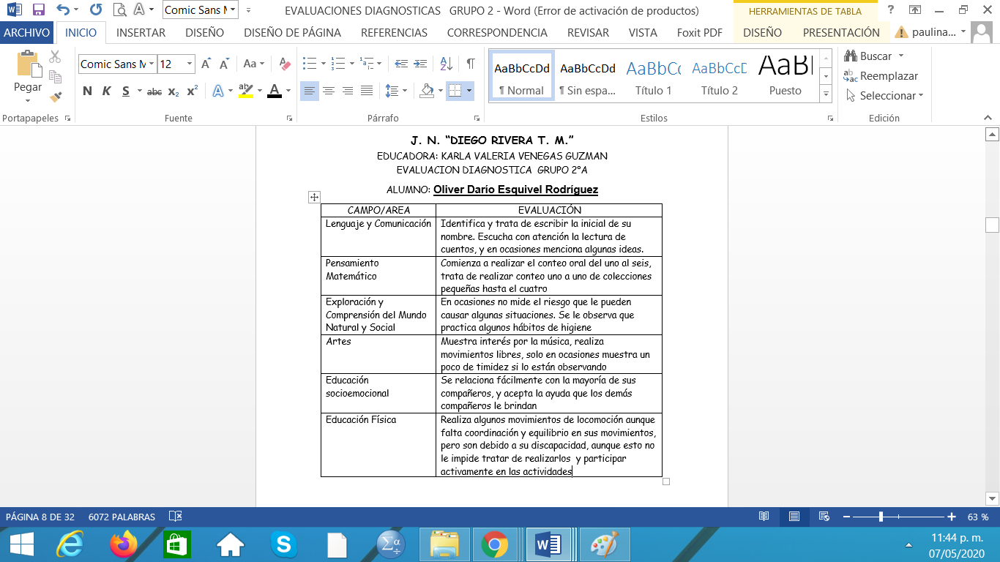 Comic Sans M
EVALUACIONES DIAGNOSTICAS GRUPO 2 - Word (Error de activación de productos)
HERRAMIENTAS DE TABLA
ARCHIVO INICIO INSERTAR DISEÑO DISEÑO DE PÁGINA REFERENCIAS CORRESPONDENCIA REVISAR VISTA Foxit PDF DISEÑO PRESENTACIÓN paulina...
Pegar
Comic Sans M 12
Aa
N K S abc x₂ x² A ab A
AaBbCcDd AaBbCcDd AaBbCc AaBbCcD AaBb
¶ Normal ¶ Sin espa... Título 1 Título 2 Puesto
Buscar
Reemplazar
Seleccionar
Portapapeles Fuente Párrafo Estilos Edición
J. N. “DIEGO RIVERA T. M.”
EDUCADORA: KARLA VALERIA VENEGAS GUZMAN
EVALUACION DIAGNOSTICA GRUPO 2°A
ALUMNO: Oliver Darío Esquivel Rodríguez
CAMPO/AREA EVALUACIÓN
Lenguaje y Comunicación
Identifica y trata de escribir la inicial de su
nombre. Escucha con atención la lectura de
cuentos, y en ocasiones menciona algunas ideas.
Pensamiento
Matemático
Comienza a realizar el conteo oral del uno al seis,
trata de realizar conteo uno a uno de colecciones
pequeñas hasta el cuatro
Exploración y
Comprensión del Mundo
Natural y Social
En ocasiones no mide el riesgo que le pueden
causar algunas situaciones. Se le observa que
practica algunos hábitos de higiene
Artes
Muestra interés por la música, realiza
movimientos libres, solo en ocasiones muestra un
poco de timidez si lo están observando
Educación
socioemocional
Se relaciona fácilmente con la mayoría de sus
compañeros, y acepta la ayuda que los demás
compañeros le brindan
Educación Física
Realiza algunos movimientos de locomoción aunque
falta coordinación y equilibrio en sus movimientos,
pero son debido a su discapacidad, aunque esto no
le impide tratar de realizarlos y participar
activamente en las actividades
PÁGINA 8 DE 32 6072 PALABRAS
63 %
11:44 p. m.
07/05/2020